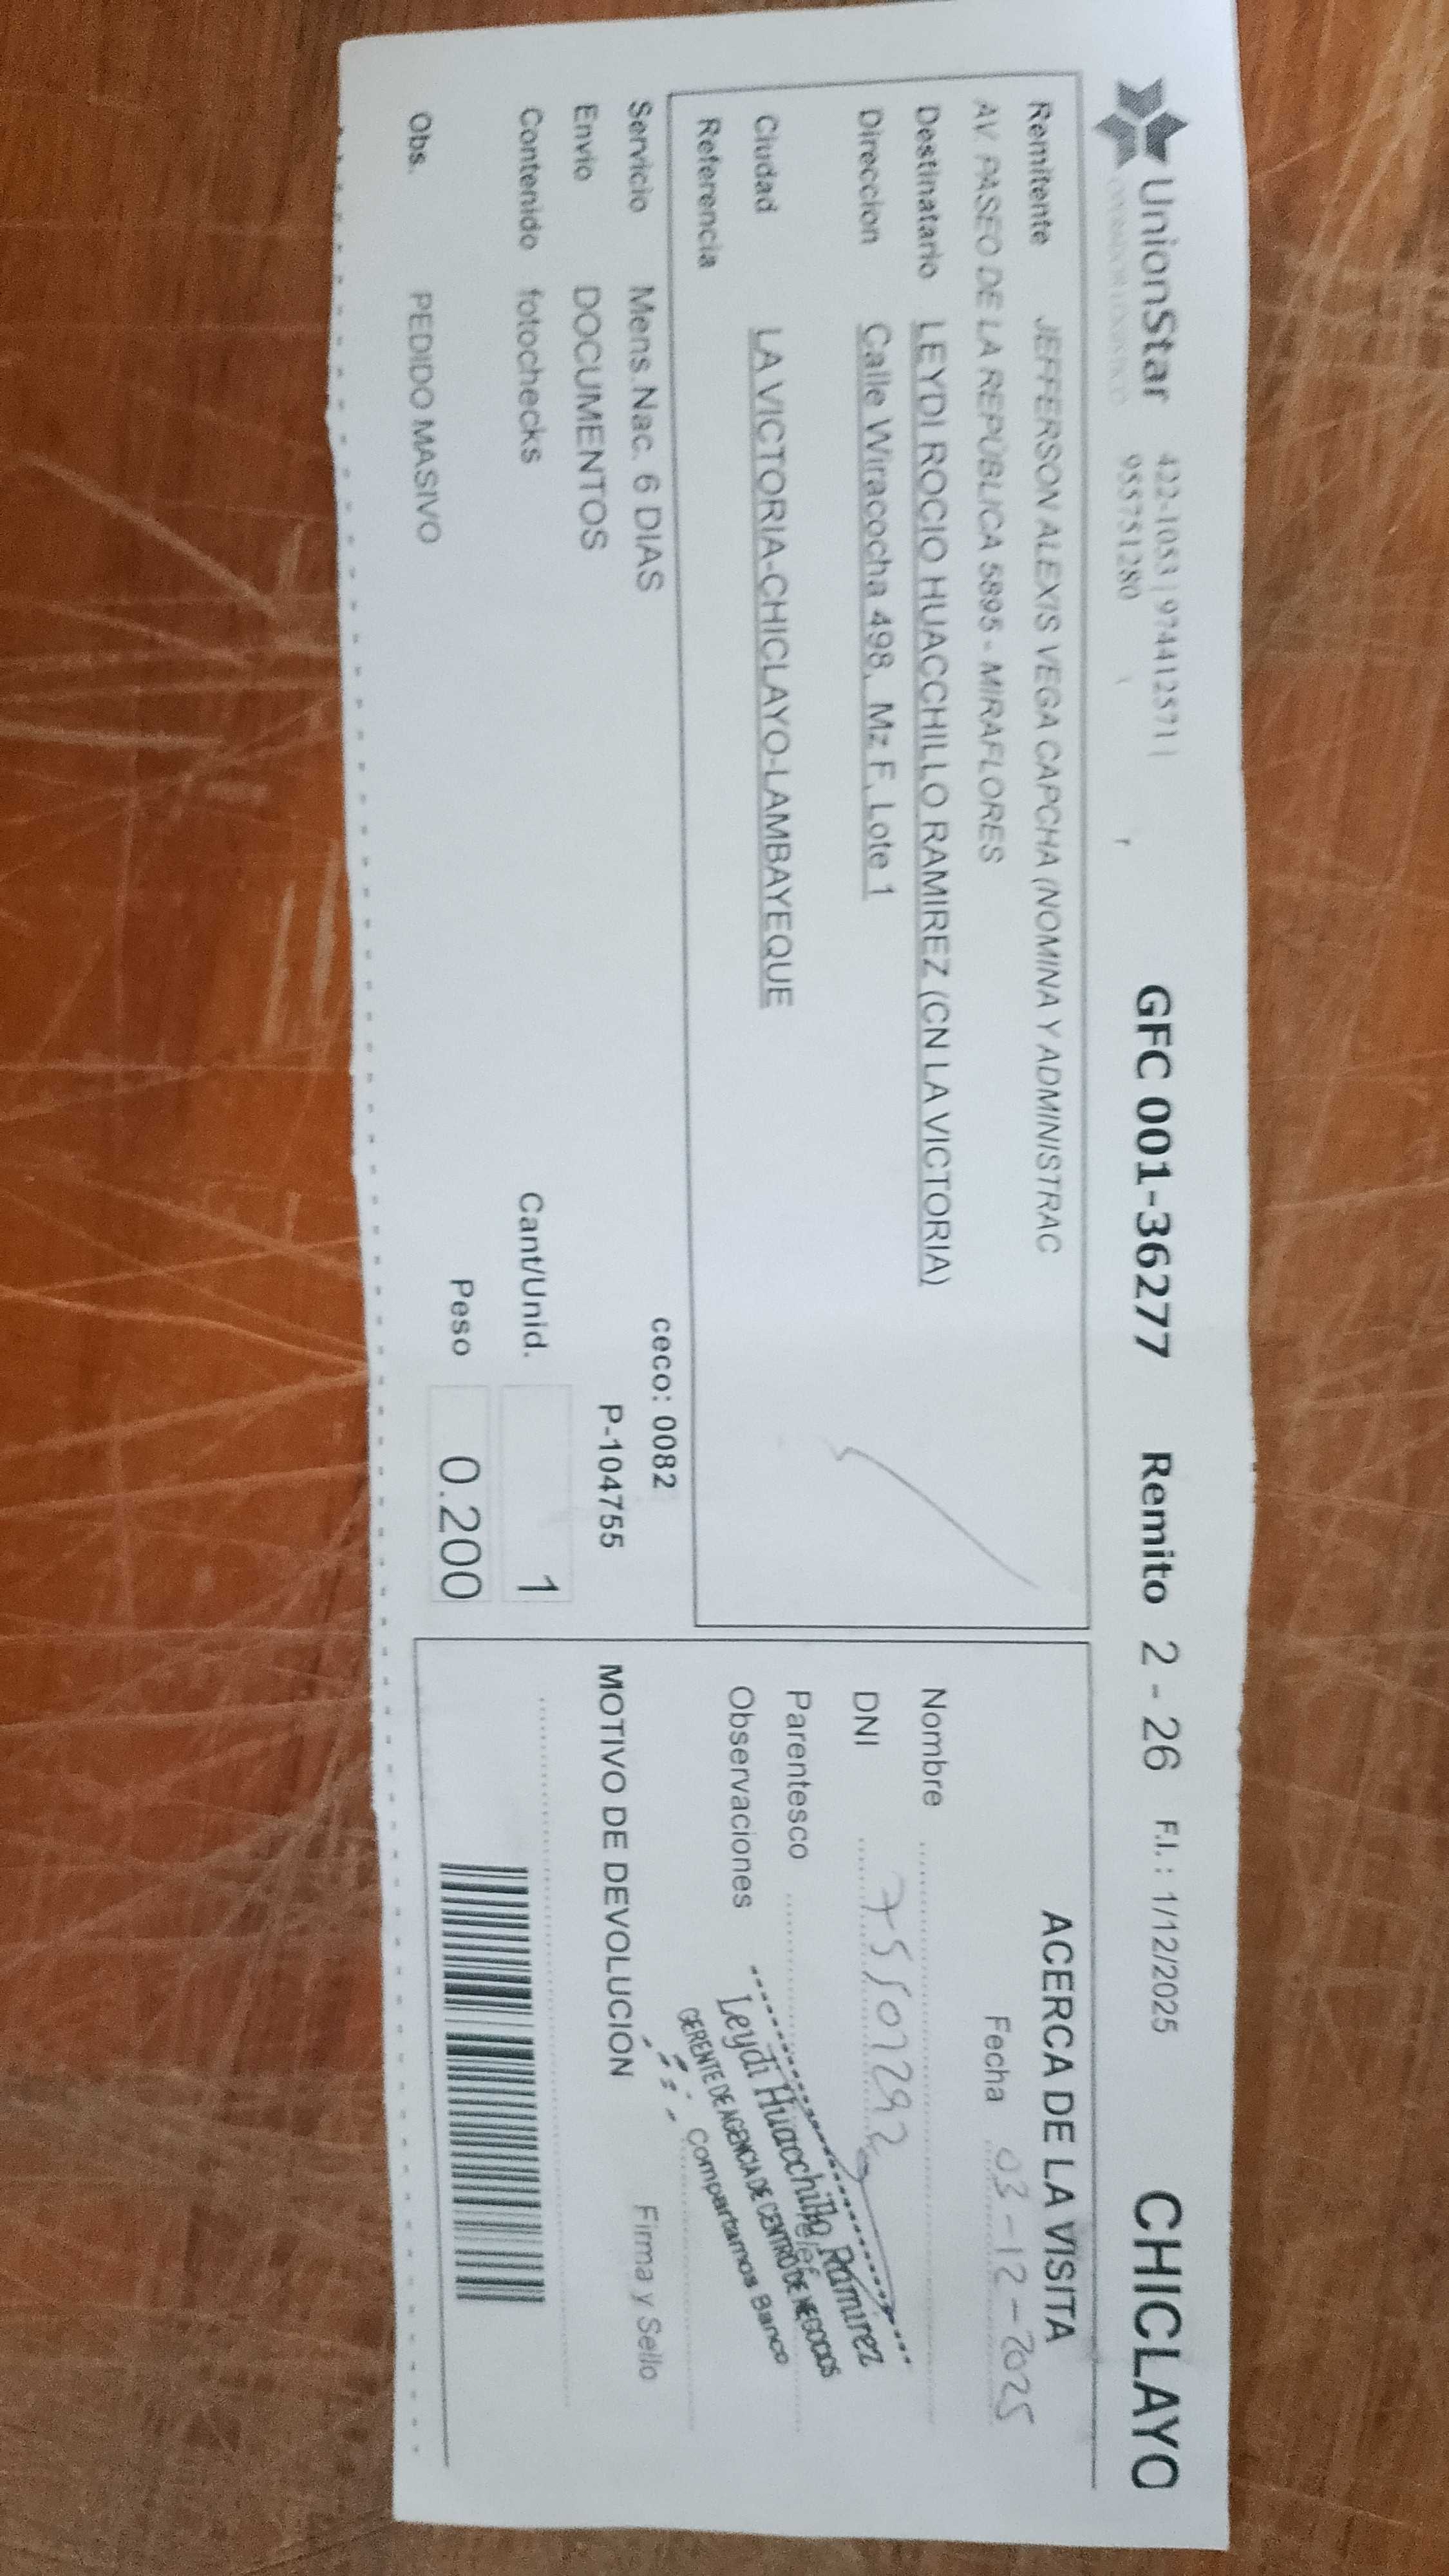 UnionStar
422-1053 | 974412571 |
955751280
GFC 001-36277 Remito 2 - 26 F.I. : 1/12/2025 CHICLAYO
Remitente JEFFERSON ALEXIS VEGA CAPCHA (NOMINA Y ADMINISTRAC
AV. PASEO DE LA REPÚBLICA 5895 - MIRAFLORES
Destinatario LEYDI ROCIO HUACCHILLO RAMIREZ (CN LA VICTORIA)
Direccion Calle Wiracocha 498, Mz F, Lote 1
Ciudad LA VICTORIA-CHICLAYO-LAMBAYEQUE
Referencia
Servicio Mens.Nac. 6 DIAS
ceco: 0082
Envio DOCUMENTOS
P-104755
Contenido fotochecks
Cant/Unid. 1
Obs. PEDIDO MASIVO
Peso 0.200
ACERCA DE LA VISITA
Fecha 03-12-2025
Nombre
DNI
Parentesco
Telef
Observaciones
Leydi Huacchillo Ramirez
GERENTE DE AGENCIA DE CENTRO DE NEGOCIOS
Compartamos Banco
Firma y Sello
MOTIVO DE DEVOLUCIÓN